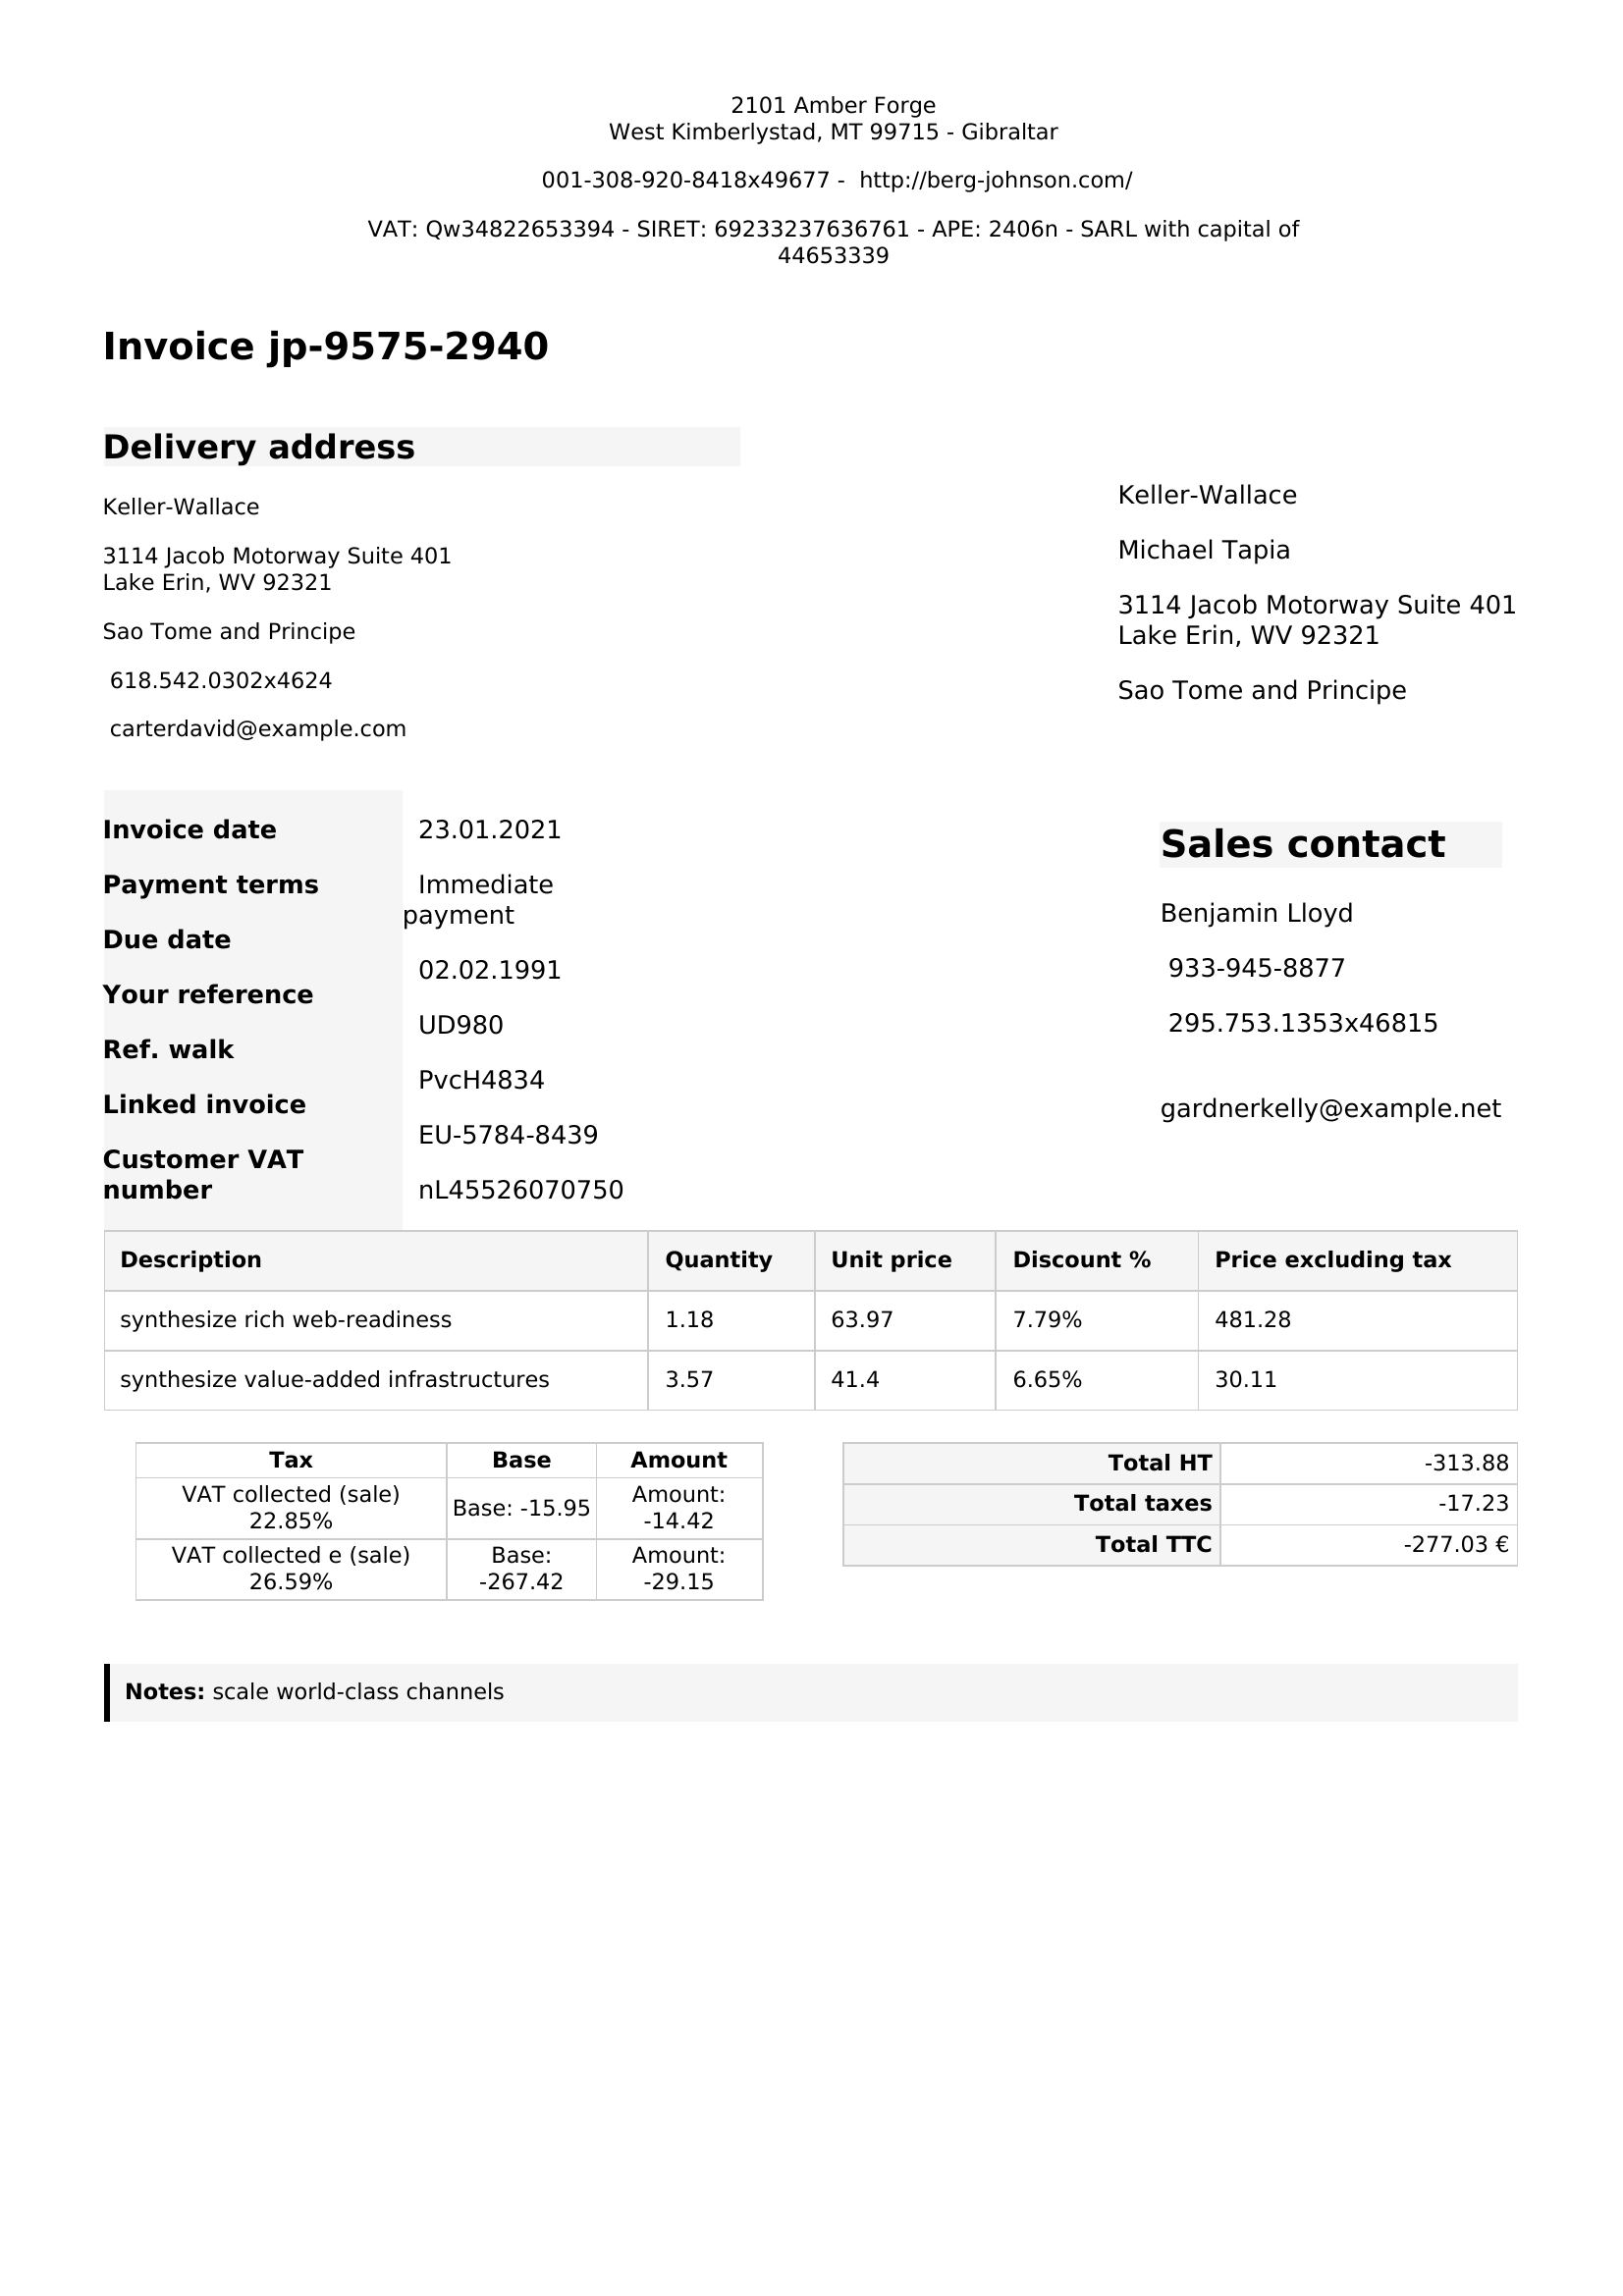 2101 Amber Forge
West Kimberlystad, MT 99715 - Gibraltar
001-308-920-8418x49677 - http://berg-johnson.com/
VAT: Qw34822653394 - SIRET: 69233237636761 - APE: 2406n - SARL with capital of
44653339
Invoice jp-9575-2940
Delivery address
Keller-Wallace
3114 Jacob Motorway Suite 401
Lake Erin, WV 92321
Sao Tome and Principe
618.542.0302x4624
carterdavid@example.com
Keller-Wallace
Michael Tapia
3114 Jacob Motorway Suite 401
Lake Erin, WV 92321
Sao Tome and Principe
Invoice date
Payment terms
Due date
Your reference
Ref. walk
Linked invoice
Customer VAT
number
23.01.2021
Immediate
payment
02.02.1991
UD980
PvcH4834
EU-5784-8439
nL45526070750
Sales contact
Benjamin Lloyd
933-945-8877
295.753.1353x46815
gardnerkelly@example.net
Description Quantity Unit price Discount % Price excluding tax
synthesize rich web-readiness 1.18 63.97 7.79% 481.28
synthesize value-added infrastructures 3.57 41.4 6.65% 30.11
Tax Base Amount
VAT collected (sale)
22.85%
Base: -15.95
Amount:
-14.42
VAT collected e (sale)
26.59%
Base:
-267.42
Amount:
-29.15
Total HT -313.88
Total taxes -17.23
Total TTC -277.03 €
Notes: scale world-class channels